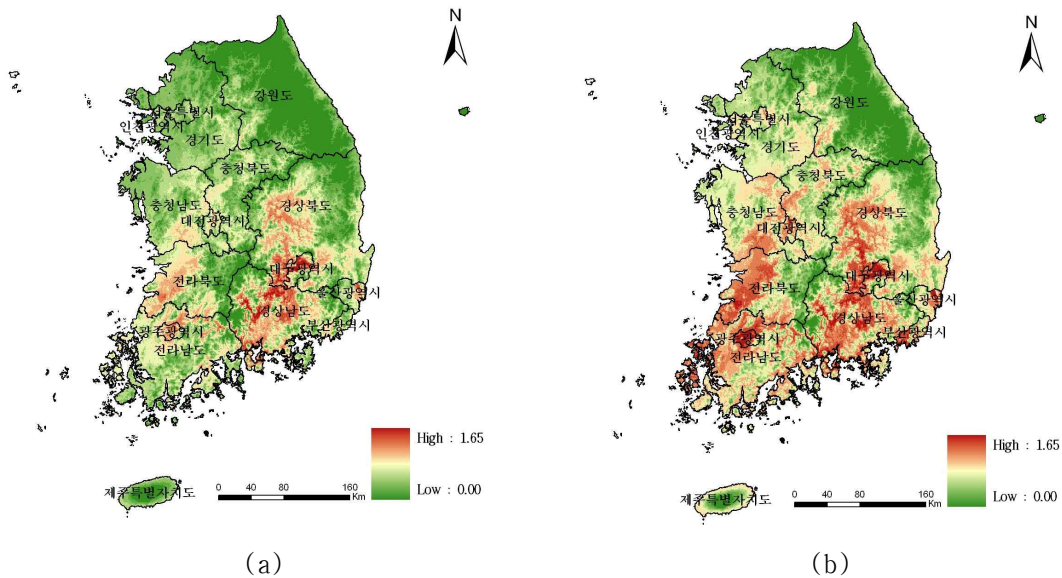 N
강원도
서울특별시
인천광역시
경기도
충청북도
충청남도
경상북도
대전광역시
대구광역시
전라북도
울산광역시
경상남도
부산광역시
광주광역시
전라남도
제주특별자치도
High : 1.65
Low : 0.00
0 40 80 160
Km
(a)
N
강원도
서울특별시
인천광역시
경기도
충청북도
충청남도
경상북도
대전광역시
대구광역시
전라북도
울산광역시
경상남도
부산광역시
광주광역시
전라남도
제주특별자치도
High : 1.65
Low : 0.00
0 20 40 80 120 160
Km
(b)